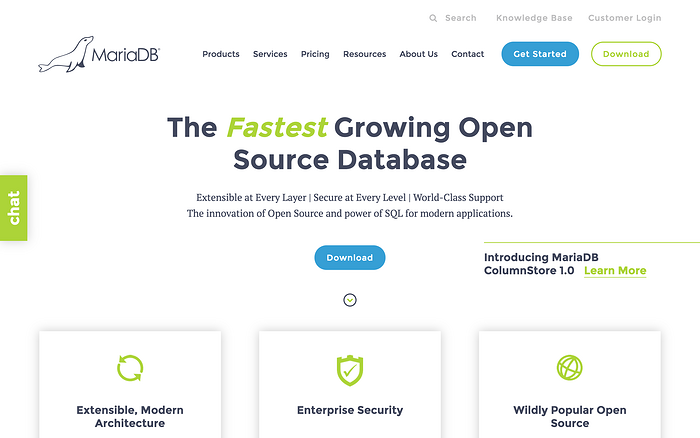 Search Knowledge Base Customer Login
MariaDB®
Products Services Pricing Resources About Us Contact Get Started Download
The Fastest Growing Open
Source Database
Extensible at Every Layer | Secure at Every Level | World-Class Support
The innovation of Open Source and power of SQL for modern applications.
chat
Download
Introducing MariaDB
ColumnStore 1.0 Learn More
Extensible, Modern
Architecture
Enterprise Security
Wildly Popular Open
Source